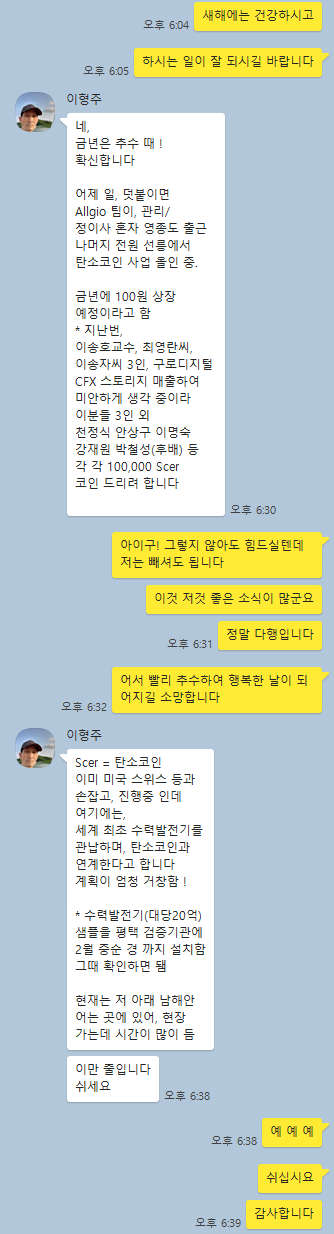 새해에는 건강하시고
오후 6:04
하시는 일이 잘 되시길 바랍니다
오후 6:05
이형주
네,
금년은 추수 때 !
확신합니다
어제 일, 덧붙이면
Allgio 팀이, 관리/
정이사 혼자 영종도 출근
나머지 전원 선릉에서
탄소코인 사업 올인 중.
금년에 100원 상장
예정이라고 함
* 지난번,
이송호교수, 최영란씨,
이송자씨 3인, 구로디지털
CFX 스토리지 매출하여
미안하게 생각 중이라
이분들 3인 외
천정식 안상구 이명숙
강재원 박철성(후배) 등
각 각 100,000 Scer
코인 드리려 합니다
오후 6:30
아이구! 그렇지 않아도 힘드실텐데
저는 빼셔도 됩니다
이것 저것 좋은 소식이 많군요
정말 다행입니다
오후 6:31
어서 빨리 추수하여 행복한 날이 되
어지길 소망합니다
오후 6:32
이형주
Scer = 탄소코인
이미 미국 스위스 등과
손잡고, 진행중 인데
여기에는,
세계 최초 수력발전기를
관납하며, 탄소코인과
연계한다고 합니다
계획이 엄청 거창함 !
* 수력발전기(대당20억)
샘플을 평택 검증기관에
2월 중순 경 까지 설치함
그때 확인하면 됌
현재는 저 아래 남해안
어는 곳에 있어, 현장
가는데 시간이 많이 듬
이만 줄입니다
쉬세요
오후 6:38
예 예 예
오후 6:38
쉬십시요
감사합니다
오후 6:39